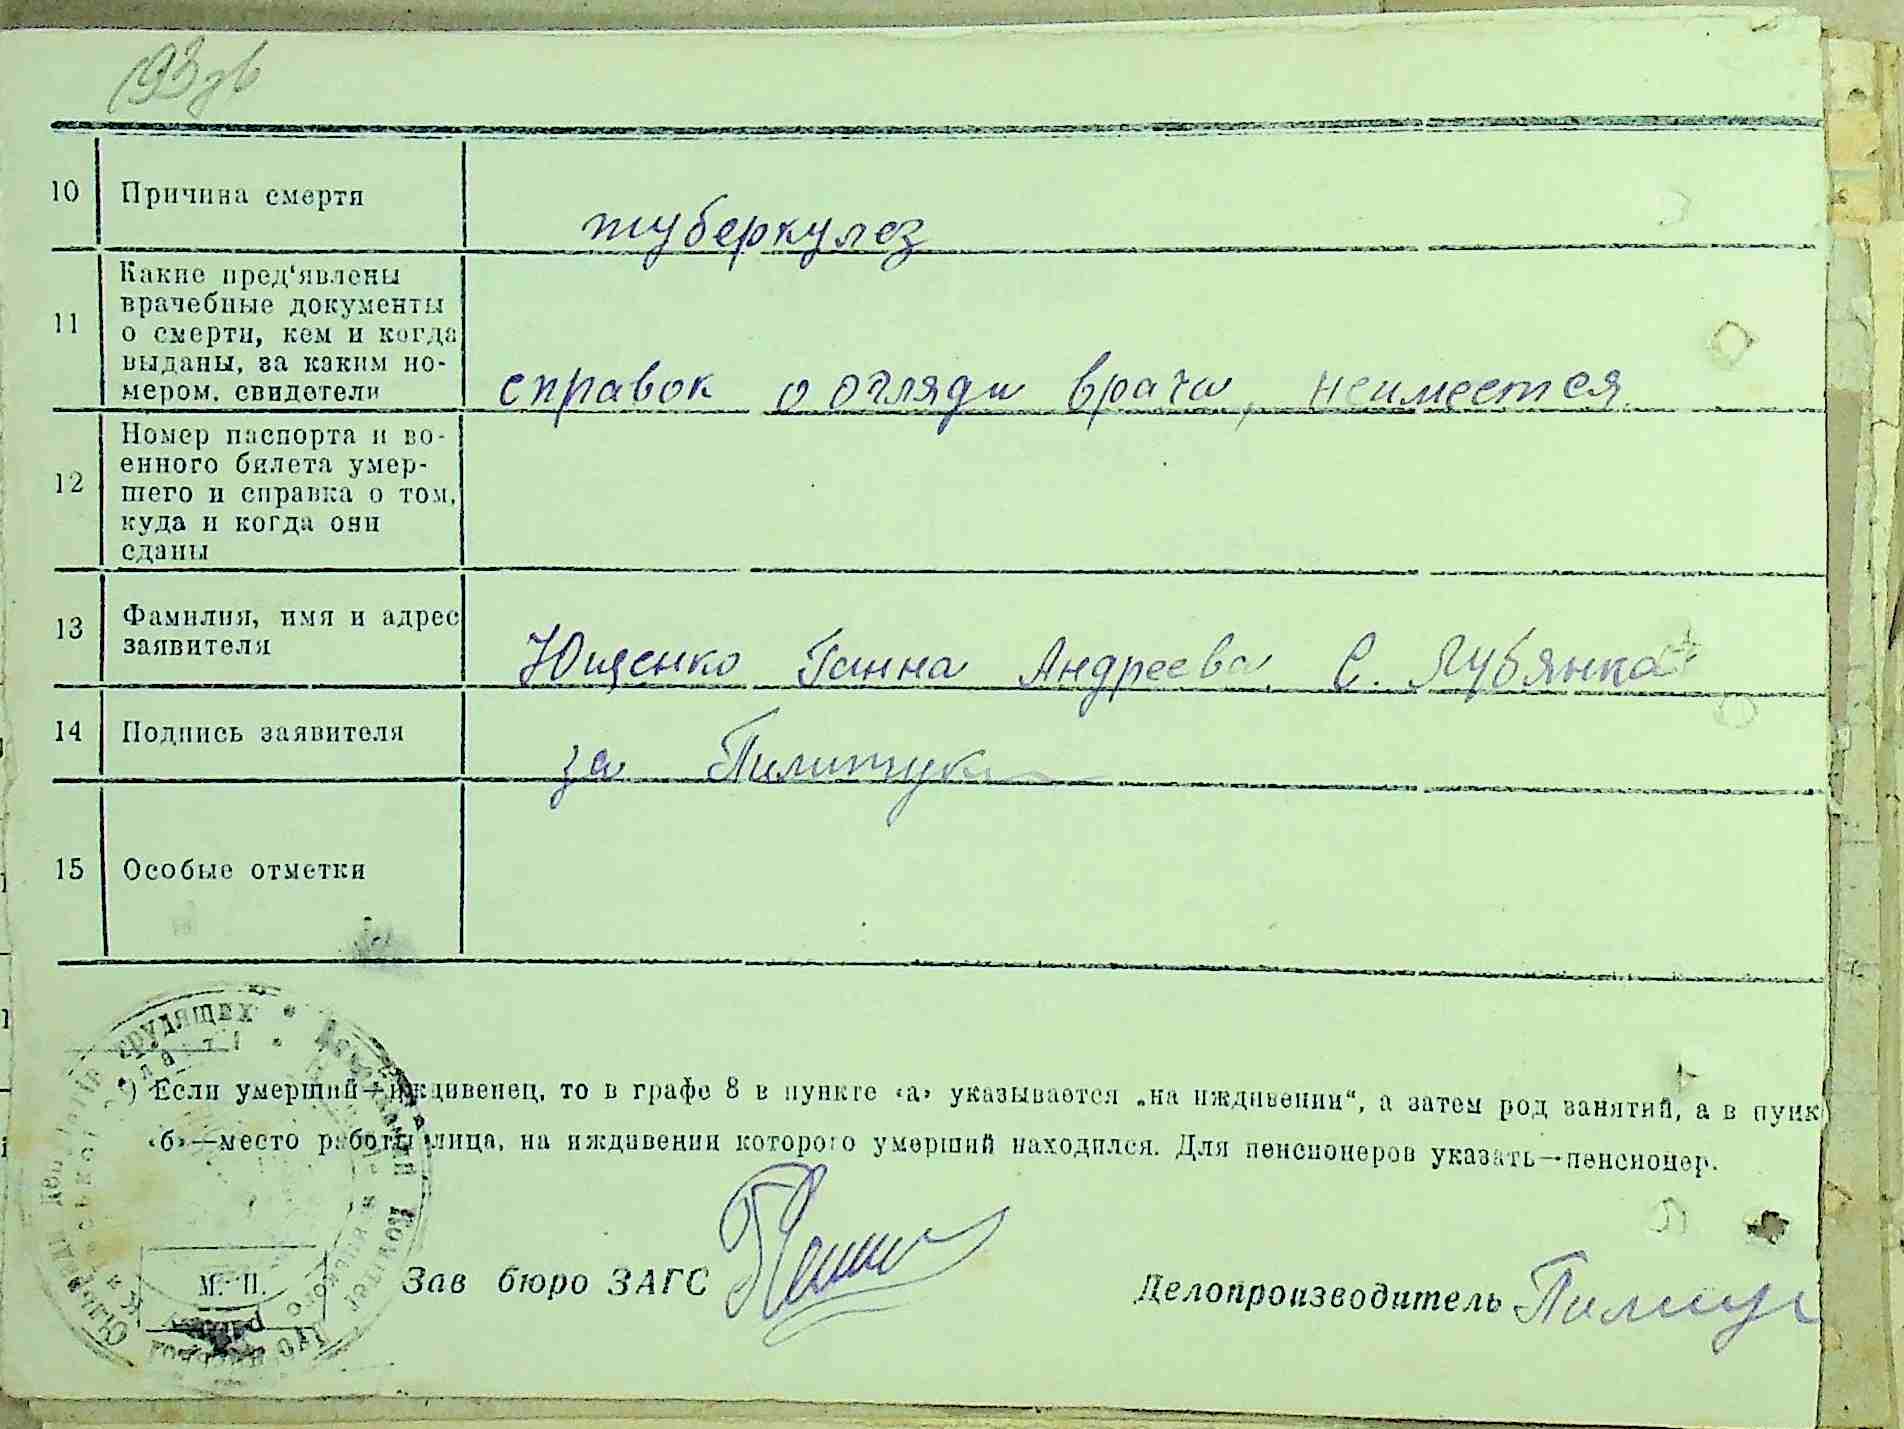 10 Причина смерти туберкулез
11 Какие пред‘явлены
врачебные документы
о смерти, кем и когда
выданы, за каким но-
мером. свидетели справок о огляди врача, неимеется.
12 Номер паспорта и во-
енного билета умер-
шего и справка о том,
куда и когда они
сданы
13 Фамилия, имя и адрес
заявителя Ющенко Ганна Андреева С. Лубянка
14 Подпись заявителя за
15 Особые отметки
) Если умерший—иждивенец, то в графе 8 в пункте «а» указывается „на иждивении“, а затем род занятий, а в пунк
«б»—место работы лица, на иждивении которого умерший находился. Для пенсионеров указать—пенсионер.
М. П. Зав бюро ЗАГС
Делопроизводитель
трудящих